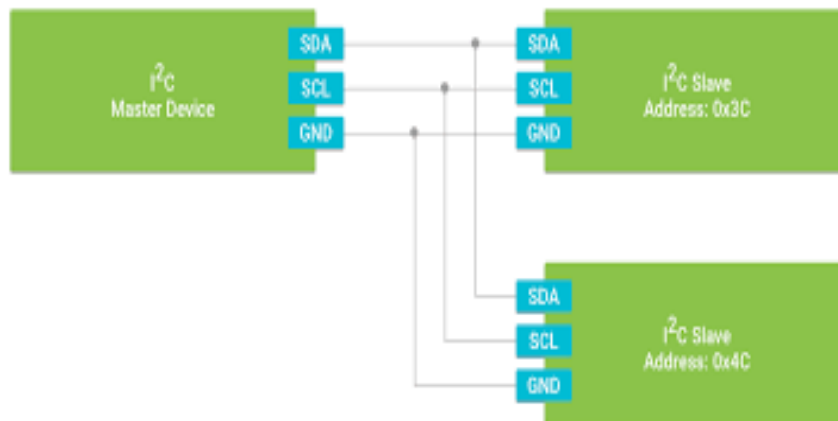 I²C
Master Device
SDA
SCL
GND
SDA
SCL
GND
I²C Slave
Address: 0x3C
SDA
SCL
GND
I²C Slave
Address: 0x4C